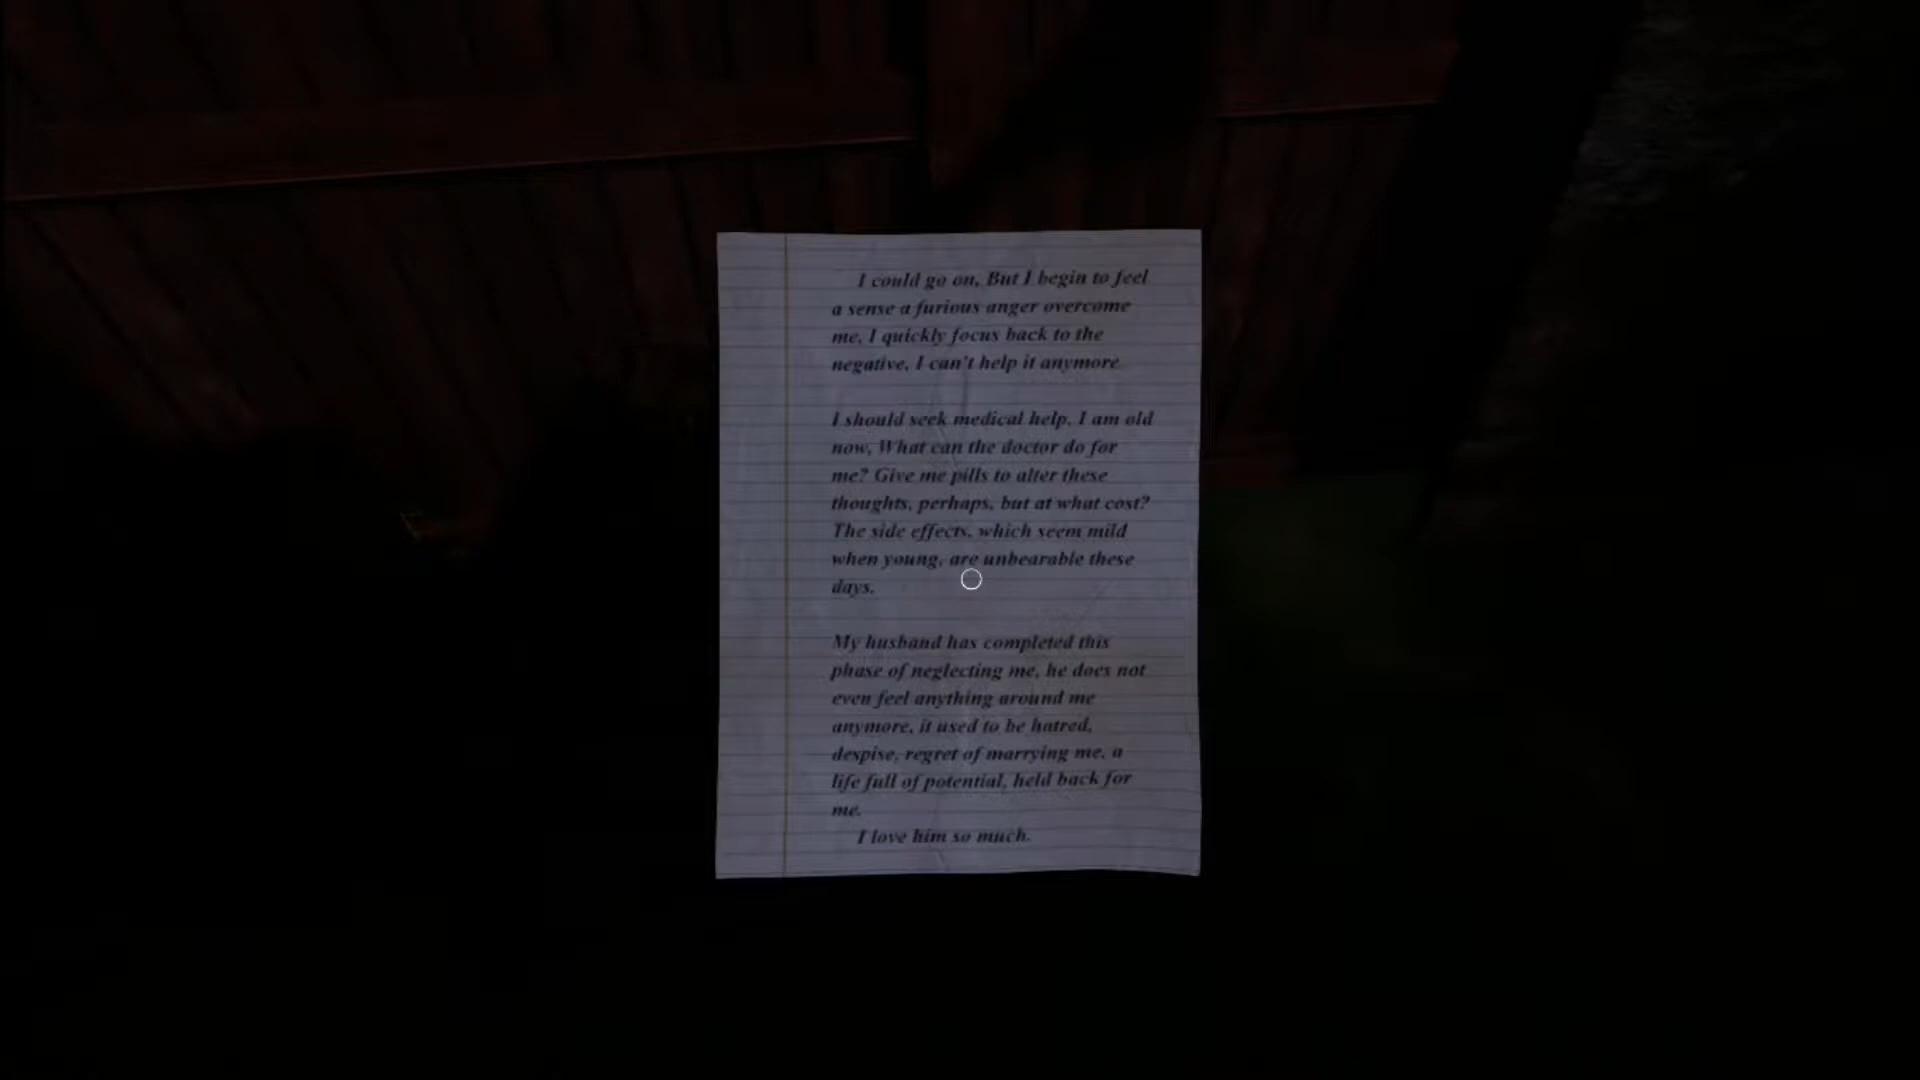 I could go on, But I begin to feel
a sense a furious anger overcome
me, I quickly focus back to the
negative, I can't help it anymore
I should seek medical help, I am old
now, What can the doctor do for
me? Give me pills to alter these
thoughts, perhaps, but at what cost?
The side effects, which seem mild
when young, are unbearable these
days.
My husband has completed this
phase of neglecting me, he does not
even feel anything around me
anymore, it used to be hatred,
despise, regret of marrying me, a
life full of potential, held back for
me.
I love him so much.